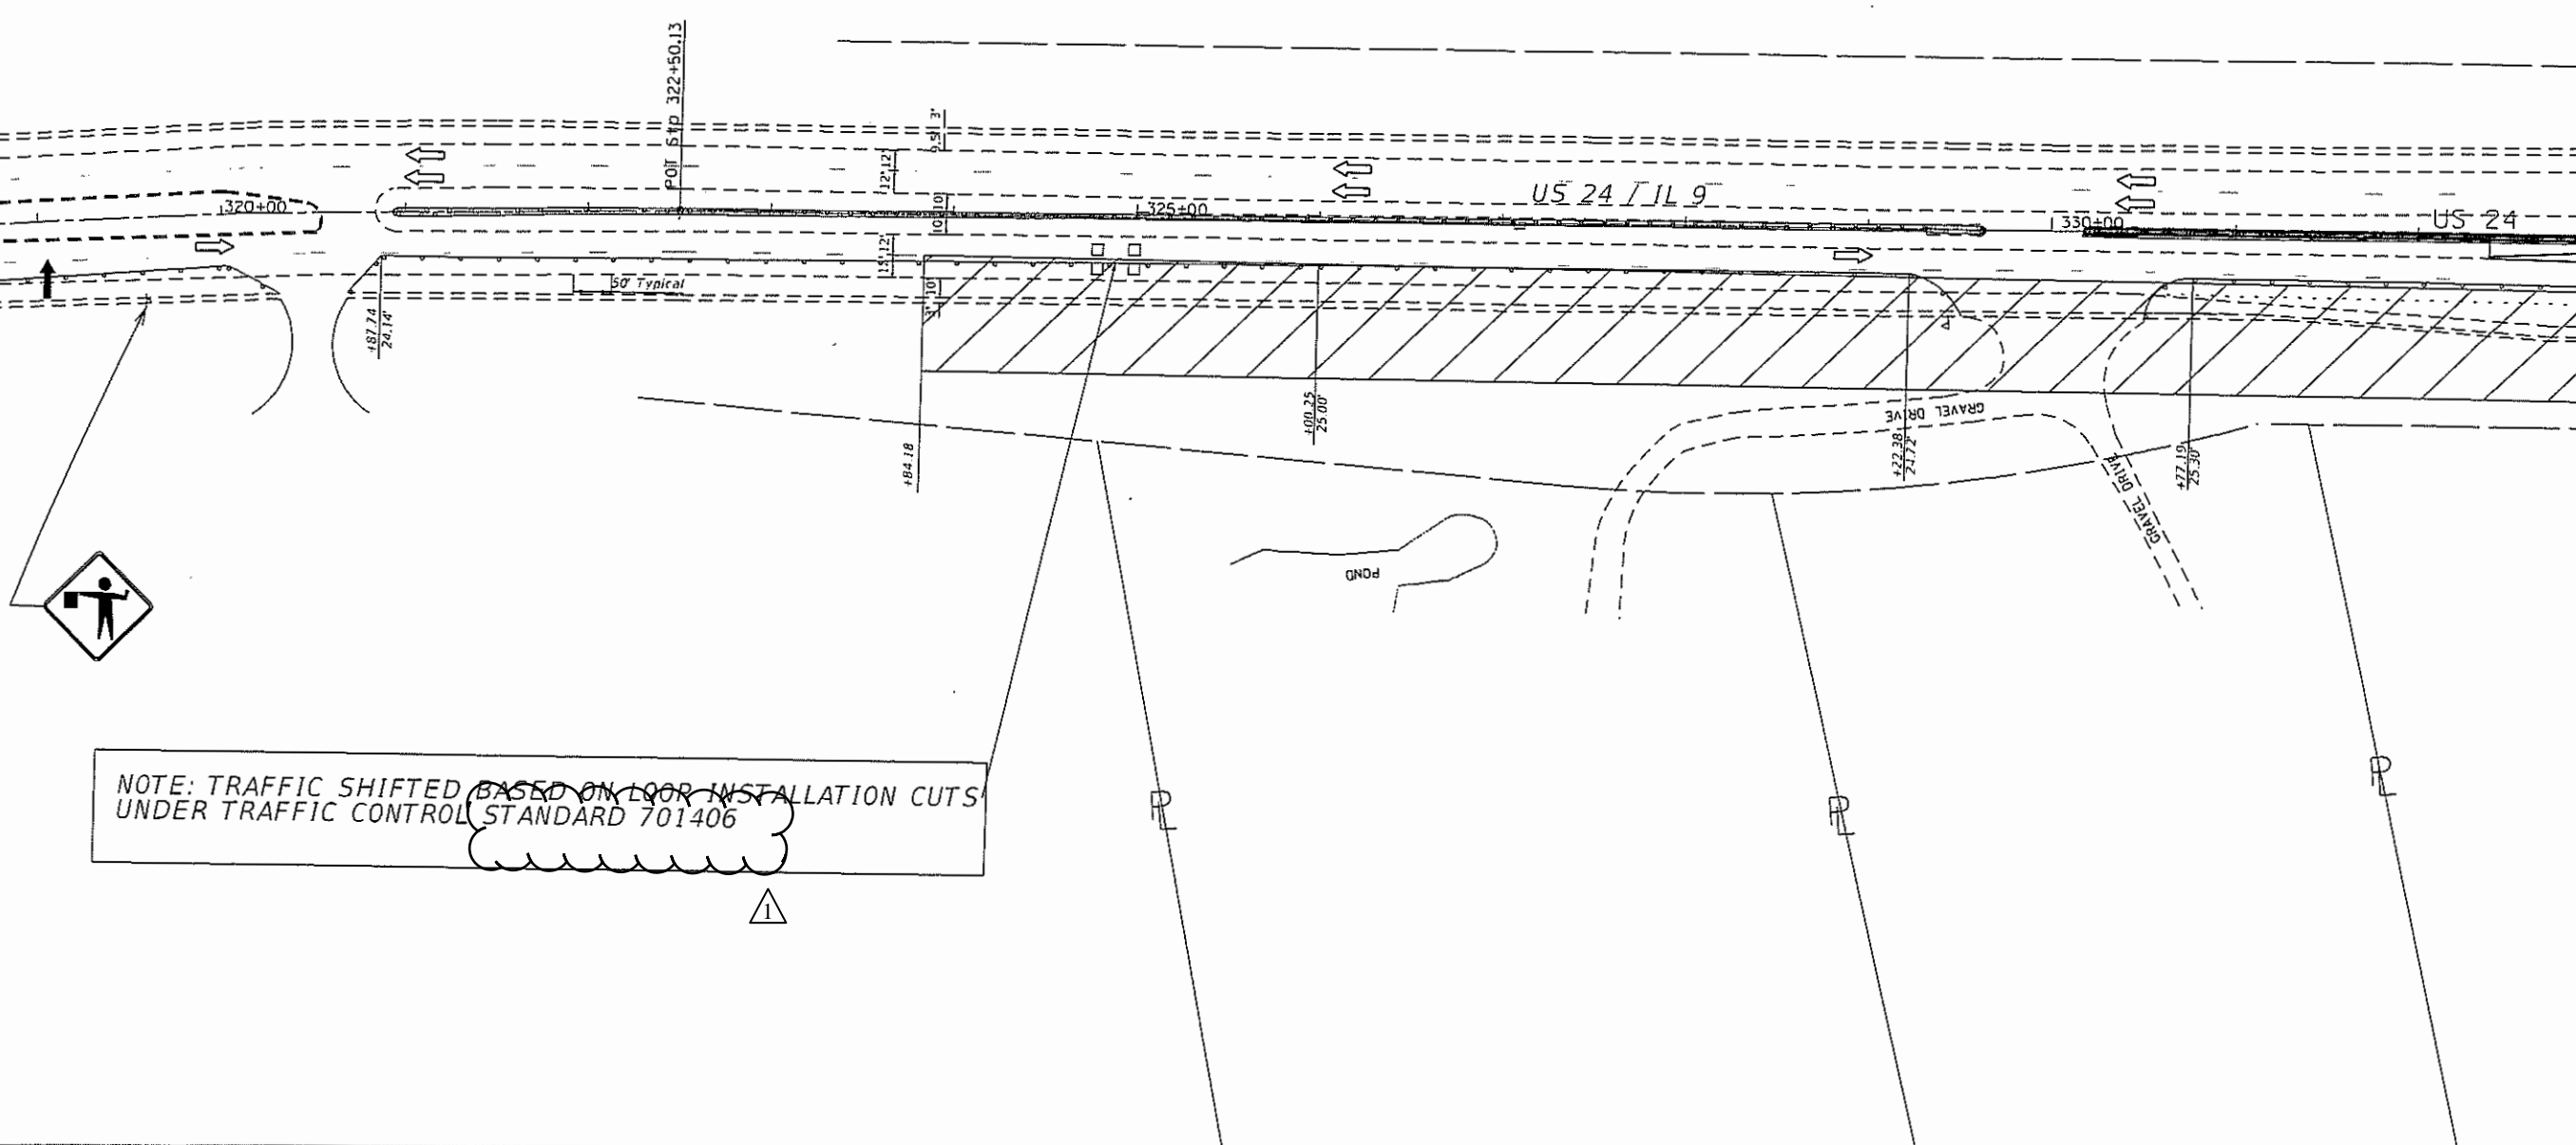 POT Stp 322+50.13
3'
9.5'
12' 12'
320+00
10' 10'
325+00
US 24 / IL 9
330+00
US 24
12' 12'
50' Typical
10'
3'
+87.74
24.14'
+84.18
+00.25
25.00'
GRAVEL DRIVE
+22.38
24.72'
GRAVEL DRIVE
+77.19
25.30'
POND
NOTE: TRAFFIC SHIFTED BASED ON LOOP INSTALLATION CUTS
UNDER TRAFFIC CONTROL STANDARD 701406
1
PL
PL
PL